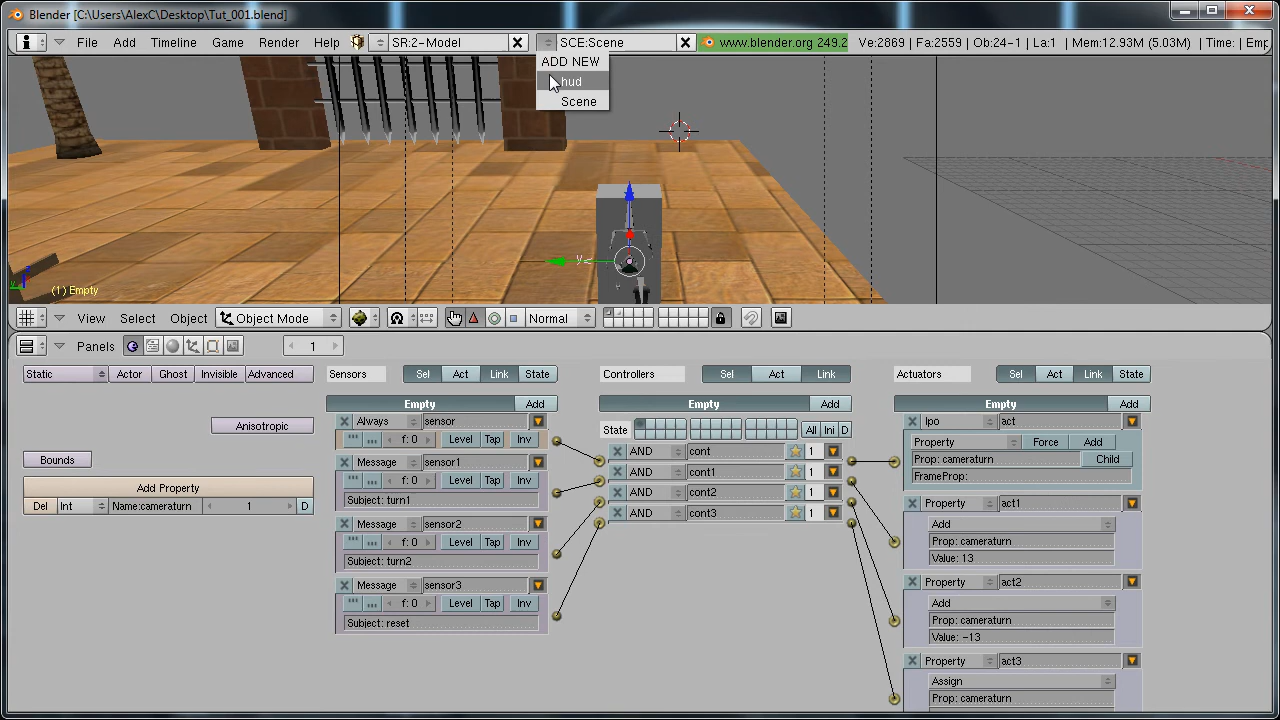 Blender [C:\Users\AlexC\Desktop\Tut_001.blend]
File Add Timeline Game Render Help SR:2-Model SCE:Scene www.blender.org 249.2 Ve:2869 | Fa:2559 | Ob:24-1 | La:1 | Mem:12.93M (5.03M) | Time: | Em
ADD NEW
hud
Scene
y
(1) Empty
View Select Object Object Mode Normal
Panels 1
Static Actor Ghost Invisible Advanced
Anisotropic
Bounds
Add Property
Del Int Name:cameraturn 1 D
Sensors Sel Act Link State
Empty Add
Always sensor
f: 0 Level Tap Inv
Message sensor1
f: 0 Level Tap Inv
Subject: turn1
Message sensor2
f: 0 Level Tap Inv
Subject: turn2
Message sensor3
f: 0 Level Tap Inv
Subject: reset
Controllers Sel Act Link
Empty Add
State All Ini D
AND cont 1
AND cont1 1
AND cont2 1
AND cont3 1
Actuators Sel Act Link State
Empty Add
Ipo act
Property Force Add
Prop: cameraturn Child
FrameProp:
Property act1
Add
Prop: cameraturn
Value: 13
Property act2
Add
Prop: cameraturn
Value: -13
Property act3
Assign
Prop: cameraturn